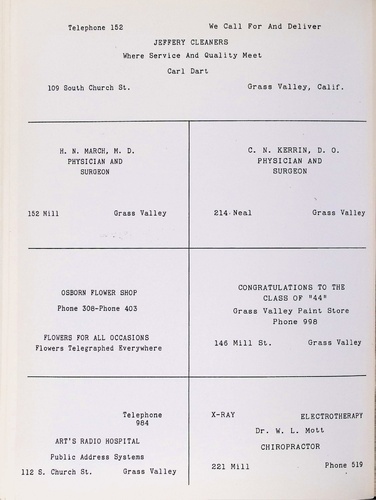 Telephone 152 We Call For And Deliver
JEFFERY CLEANERS
Where Service And Quality Meet
Carl Dart
109 South Church St. Grass Valley, Calif.
H. N. MARCH, M. D.
PHYSICIAN AND
SURGEON
152 Mill Grass Valley
C. N. KERRIN, D. O.
PHYSICIAN AND
SURGEON
214 Neal Grass Valley
OSBORN FLOWER SHOP
Phone 308-Phone 403
FLOWERS FOR ALL OCCASIONS
Flowers Telegraphed Everywhere
CONGRATULATIONS TO THE
CLASS OF "44"
Grass Valley Paint Store
Phone 998
146 Mill St. Grass Valley
Telephone
984
ART'S RADIO HOSPITAL
Public Address Systems
112 S. Church St. Grass Valley
X-RAY ELECTROTHERAPY
Dr. W. L. Mott
CHIROPRACTOR
221 Mill Phone 519